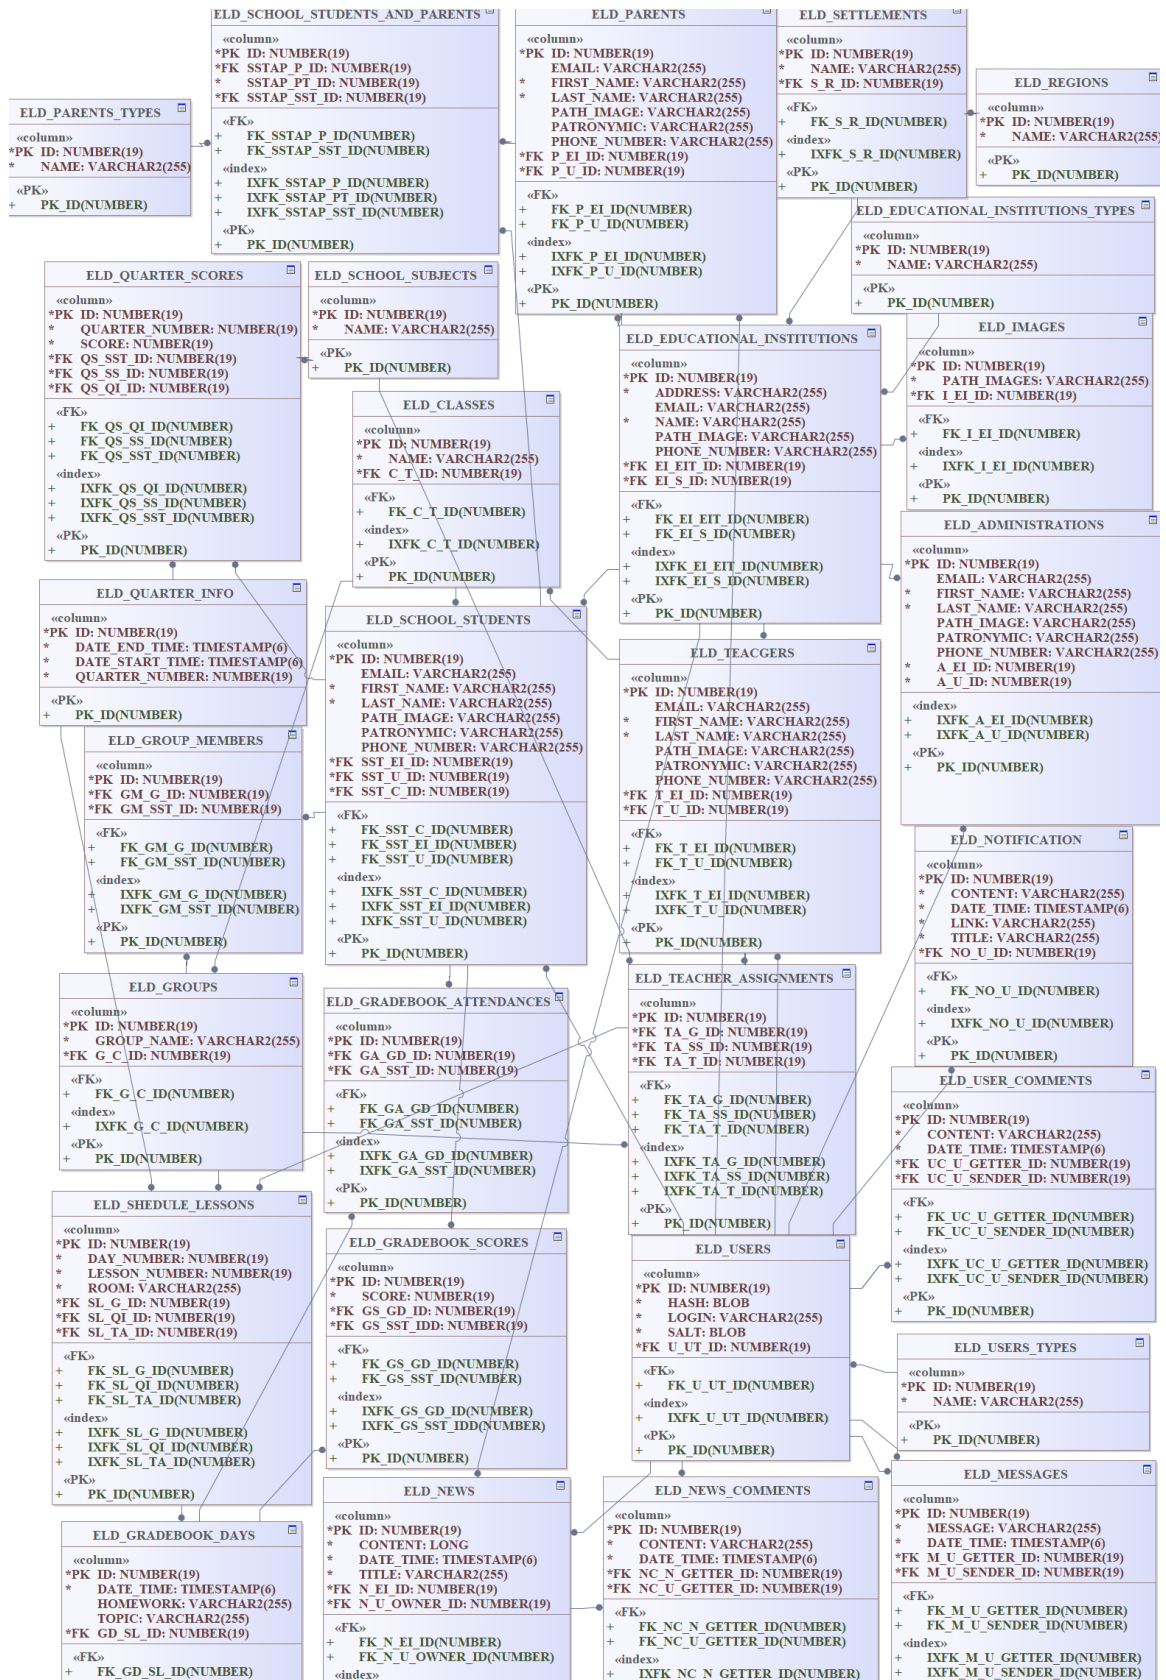 ELD_SCHOOL_STUDENTS_AND_PARENTS
«column»
*PK ID: NUMBER(19)
*FK SSTAP_P_ID: NUMBER(19)
* SSTAP_PT_ID: NUMBER(19)
*FK SSTAP_SST_ID: NUMBER(19)
«FK»
+ FK_SSTAP_P_ID(NUMBER)
+ FK_SSTAP_SST_ID(NUMBER)
«index»
+ IXFK_SSTAP_P_ID(NUMBER)
+ IXFK_SSTAP_PT_ID(NUMBER)
+ IXFK_SSTAP_SST_ID(NUMBER)
«PK»
+ PK_ID(NUMBER)
ELD_PARENTS
«column»
*PK ID: NUMBER(19)
EMAIL: VARCHAR2(255)
* FIRST_NAME: VARCHAR2(255)
* LAST_NAME: VARCHAR2(255)
PATH_IMAGE: VARCHAR2(255)
PATRONYMIC: VARCHAR2(255)
PHONE_NUMBER: VARCHAR2(255)
*FK P_EI_ID: NUMBER(19)
*FK P_U_ID: NUMBER(19)
«FK»
+ FK_P_EI_ID(NUMBER)
+ FK_P_U_ID(NUMBER)
«index»
+ IXFK_P_EI_ID(NUMBER)
+ IXFK_P_U_ID(NUMBER)
«PK»
+ PK_ID(NUMBER)
ELD_SETTLEMENTS
«column»
*PK ID: NUMBER(19)
* NAME: VARCHAR2(255)
*FK S_R_ID: NUMBER(19)
«FK»
+ FK_S_R_ID(NUMBER)
«index»
+ IXFK_S_R_ID(NUMBER)
«PK»
+ PK_ID(NUMBER)
ELD_REGIONS
«column»
*PK ID: NUMBER(19)
* NAME: VARCHAR2(255)
«PK»
+ PK_ID(NUMBER)
ELD_PARENTS_TYPES
«column»
*PK ID: NUMBER(19)
* NAME: VARCHAR2(255)
«PK»
+ PK_ID(NUMBER)
ELD_EDUCATIONAL_INSTITUTIONS_TYPES
«column»
*PK ID: NUMBER(19)
* NAME: VARCHAR2(255)
«PK»
+ PK_ID(NUMBER)
ELD_QUARTER_SCORES
«column»
*PK ID: NUMBER(19)
* QUARTER_NUMBER: NUMBER(19)
* SCORE: NUMBER(19)
*FK QS_SST_ID: NUMBER(19)
*FK QS_SS_ID: NUMBER(19)
*FK QS_QI_ID: NUMBER(19)
«FK»
+ FK_QS_QI_ID(NUMBER)
+ FK_QS_SS_ID(NUMBER)
+ FK_QS_SST_ID(NUMBER)
«index»
+ IXFK_QS_QI_ID(NUMBER)
+ IXFK_QS_SS_ID(NUMBER)
+ IXFK_QS_SST_ID(NUMBER)
«PK»
+ PK_ID(NUMBER)
ELD_SCHOOL_SUBJECTS
«column»
*PK ID: NUMBER(19)
* NAME: VARCHAR2(255)
«PK»
+ PK_ID(NUMBER)
ELD_EDUCATIONAL_INSTITUTIONS
«column»
*PK ID: NUMBER(19)
* ADDRESS: VARCHAR2(255)
EMAIL: VARCHAR2(255)
* NAME: VARCHAR2(255)
PATH_IMAGE: VARCHAR2(255)
PHONE_NUMBER: VARCHAR2(255)
*FK EI_EIT_ID: NUMBER(19)
*FK EI_S_ID: NUMBER(19)
«FK»
+ FK_EI_EIT_ID(NUMBER)
+ FK_EI_S_ID(NUMBER)
«index»
+ IXFK_EI_EIT_ID(NUMBER)
+ IXFK_EI_S_ID(NUMBER)
«PK»
+ PK_ID(NUMBER)
ELD_IMAGES
«column»
*PK ID: NUMBER(19)
* PATH_IMAGES: VARCHAR2(255)
*FK I_EI_ID: NUMBER(19)
«FK»
+ FK_I_EI_ID(NUMBER)
«index»
+ IXFK_I_EI_ID(NUMBER)
«PK»
+ PK_ID(NUMBER)
ELD_CLASSES
«column»
*PK ID: NUMBER(19)
* NAME: VARCHAR2(255)
*FK C_T_ID: NUMBER(19)
«FK»
+ FK_C_T_ID(NUMBER)
«index»
+ IXFK_C_T_ID(NUMBER)
«PK»
+ PK_ID(NUMBER)
ELD_ADMINISTRATIONS
«column»
*PK ID: NUMBER(19)
EMAIL: VARCHAR2(255)
* FIRST_NAME: VARCHAR2(255)
* LAST_NAME: VARCHAR2(255)
PATH_IMAGE: VARCHAR2(255)
PATRONYMIC: VARCHAR2(255)
PHONE_NUMBER: VARCHAR2(255)
* A_EI_ID: NUMBER(19)
* A_U_ID: NUMBER(19)
«index»
+ IXFK_A_EI_ID(NUMBER)
+ IXFK_A_U_ID(NUMBER)
«PK»
+ PK_ID(NUMBER)
ELD_QUARTER_INFO
«column»
*PK ID: NUMBER(19)
* DATE_END_TIME: TIMESTAMP(6)
* DATE_START_TIME: TIMESTAMP(6)
* QUARTER_NUMBER: NUMBER(19)
«PK»
+ PK_ID(NUMBER)
ELD_SCHOOL_STUDENTS
«column»
*PK ID: NUMBER(19)
EMAIL: VARCHAR2(255)
* FIRST_NAME: VARCHAR2(255)
* LAST_NAME: VARCHAR2(255)
PATH_IMAGE: VARCHAR2(255)
PATRONYMIC: VARCHAR2(255)
PHONE_NUMBER: VARCHAR2(255)
*FK SST_EI_ID: NUMBER(19)
*FK SST_U_ID: NUMBER(19)
*FK SST_C_ID: NUMBER(19)
«FK»
+ FK_SST_C_ID(NUMBER)
+ FK_SST_EI_ID(NUMBER)
+ FK_SST_U_ID(NUMBER)
«index»
+ IXFK_SST_C_ID(NUMBER)
+ IXFK_SST_EI_ID(NUMBER)
+ IXFK_SST_U_ID(NUMBER)
«PK»
+ PK_ID(NUMBER)
ELD_TEACGERS
«column»
*PK ID: NUMBER(19)
EMAIL: VARCHAR2(255)
* FIRST_NAME: VARCHAR2(255)
* LAST_NAME: VARCHAR2(255)
PATH_IMAGE: VARCHAR2(255)
PATRONYMIC: VARCHAR2(255)
PHONE_NUMBER: VARCHAR2(255)
*FK T_EI_ID: NUMBER(19)
*FK T_U_ID: NUMBER(19)
«FK»
+ FK_T_EI_ID(NUMBER)
+ FK_T_U_ID(NUMBER)
«index»
+ IXFK_T_EI_ID(NUMBER)
+ IXFK_T_U_ID(NUMBER)
«PK»
+ PK_ID(NUMBER)
ELD_GROUP_MEMBERS
«column»
*PK ID: NUMBER(19)
*FK GM_G_ID: NUMBER(19)
*FK GM_SST_ID: NUMBER(19)
«FK»
+ FK_GM_G_ID(NUMBER)
+ FK_GM_SST_ID(NUMBER)
«index»
+ IXFK_GM_G_ID(NUMBER)
+ IXFK_GM_SST_ID(NUMBER)
«PK»
+ PK_ID(NUMBER)
ELD_NOTIFICATION
«column»
*PK ID: NUMBER(19)
* CONTENT: VARCHAR2(255)
* DATE_TIME: TIMESTAMP(6)
* LINK: VARCHAR2(255)
* TITLE: VARCHAR2(255)
*FK NO_U_ID: NUMBER(19)
«FK»
+ FK_NO_U_ID(NUMBER)
«index»
+ IXFK_NO_U_ID(NUMBER)
«PK»
+ PK_ID(NUMBER)
ELD_GROUPS
«column»
*PK ID: NUMBER(19)
* GROUP_NAME: VARCHAR2(255)
*FK G_C_ID: NUMBER(19)
«FK»
+ FK_G_C_ID(NUMBER)
«index»
+ IXFK_G_C_ID(NUMBER)
«PK»
+ PK_ID(NUMBER)
ELD_GRADEBOOK_ATTENDANCES
«column»
*PK ID: NUMBER(19)
*FK GA_GD_ID: NUMBER(19)
*FK GA_SST_ID: NUMBER(19)
«FK»
+ FK_GA_GD_ID(NUMBER)
+ FK_GA_SST_ID(NUMBER)
«index»
+ IXFK_GA_GD_ID(NUMBER)
+ IXFK_GA_SST_ID(NUMBER)
«PK»
+ PK_ID(NUMBER)
ELD_TEACHER_ASSIGNMENTS
«column»
*PK ID: NUMBER(19)
*FK TA_G_ID: NUMBER(19)
*FK TA_SS_ID: NUMBER(19)
*FK TA_T_ID: NUMBER(19)
«FK»
+ FK_TA_G_ID(NUMBER)
+ FK_TA_SS_ID(NUMBER)
+ FK_TA_T_ID(NUMBER)
«index»
+ IXFK_TA_G_ID(NUMBER)
+ IXFK_TA_SS_ID(NUMBER)
+ IXFK_TA_T_ID(NUMBER)
«PK»
+ PK_ID(NUMBER)
ELD_USER_COMMENTS
«column»
*PK ID: NUMBER(19)
* CONTENT: VARCHAR2(255)
* DATE_TIME: TIMESTAMP(6)
*FK UC_U_GETTER_ID: NUMBER(19)
*FK UC_U_SENDER_ID: NUMBER(19)
«FK»
+ FK_UC_U_GETTER_ID(NUMBER)
+ FK_UC_U_SENDER_ID(NUMBER)
«index»
+ IXFK_UC_U_GETTER_ID(NUMBER)
+ IXFK_UC_U_SENDER_ID(NUMBER)
«PK»
+ PK_ID(NUMBER)
ELD_SHEDULE_LESSONS
«column»
*PK ID: NUMBER(19)
* DAY_NUMBER: NUMBER(19)
* LESSON_NUMBER: NUMBER(19)
* ROOM: VARCHAR2(255)
*FK SL_G_ID: NUMBER(19)
*FK SL_QI_ID: NUMBER(19)
*FK SL_TA_ID: NUMBER(19)
«FK»
+ FK_SL_G_ID(NUMBER)
+ FK_SL_QI_ID(NUMBER)
+ FK_SL_TA_ID(NUMBER)
«index»
+ IXFK_SL_G_ID(NUMBER)
+ IXFK_SL_QI_ID(NUMBER)
+ IXFK_SL_TA_ID(NUMBER)
«PK»
+ PK_ID(NUMBER)
ELD_GRADEBOOK_SCORES
«column»
*PK ID: NUMBER(19)
* SCORE: NUMBER(19)
*FK GS_GD_ID: NUMBER(19)
*FK GS_SST_IDD: NUMBER(19)
«FK»
+ FK_GS_GD_ID(NUMBER)
+ FK_GS_SST_ID(NUMBER)
«index»
+ IXFK_GS_GD_ID(NUMBER)
+ IXFK_GS_SST_IDD(NUMBER)
«PK»
+ PK_ID(NUMBER)
ELD_USERS
«column»
*PK ID: NUMBER(19)
* HASH: BLOB
* LOGIN: VARCHAR2(255)
* SALT: BLOB
*FK U_UT_ID: NUMBER(19)
«FK»
+ FK_U_UT_ID(NUMBER)
«index»
+ IXFK_U_UT_ID(NUMBER)
«PK»
+ PK_ID(NUMBER)
ELD_USERS_TYPES
«column»
*PK ID: NUMBER(19)
* NAME: VARCHAR2(255)
«PK»
+ PK_ID(NUMBER)
ELD_GRADEBOOK_DAYS
«column»
*PK ID: NUMBER(19)
* DATE_TIME: TIMESTAMP(6)
HOMEWORK: VARCHAR2(255)
TOPIC: VARCHAR2(255)
*FK GD_SL_ID: NUMBER(19)
«FK»
+ FK_GD_SL_ID(NUMBER)
ELD_NEWS
«column»
*PK ID: NUMBER(19)
* CONTENT: LONG
* DATE_TIME: TIMESTAMP(6)
* TITLE: VARCHAR2(255)
*FK N_EI_ID: NUMBER(19)
*FK N_U_OWNER_ID: NUMBER(19)
«FK»
+ FK_N_EI_ID(NUMBER)
+ FK_N_U_OWNER_ID(NUMBER)
«index»
ELD_NEWS_COMMENTS
«column»
*PK ID: NUMBER(19)
* CONTENT: VARCHAR2(255)
* DATE_TIME: TIMESTAMP(6)
*FK NC_N_GETTER_ID: NUMBER(19)
*FK NC_U_GETTER_ID: NUMBER(19)
«FK»
+ FK_NC_N_GETTER_ID(NUMBER)
+ FK_NC_U_GETTER_ID(NUMBER)
«index»
+ IXFK_NC_N_GETTER_ID(NUMBER)
ELD_MESSAGES
«column»
*PK ID: NUMBER(19)
* MESSAGE: VARCHAR2(255)
* DATE_TIME: TIMESTAMP(6)
*FK M_U_GETTER_ID: NUMBER(19)
*FK M_U_SENDER_ID: NUMBER(19)
«FK»
+ FK_M_U_GETTER_ID(NUMBER)
+ FK_M_U_SENDER_ID(NUMBER)
«index»
+ IXFK_M_U_GETTER_ID(NUMBER)
+ IXFK_M_U_SENDER_ID(NUMBER)